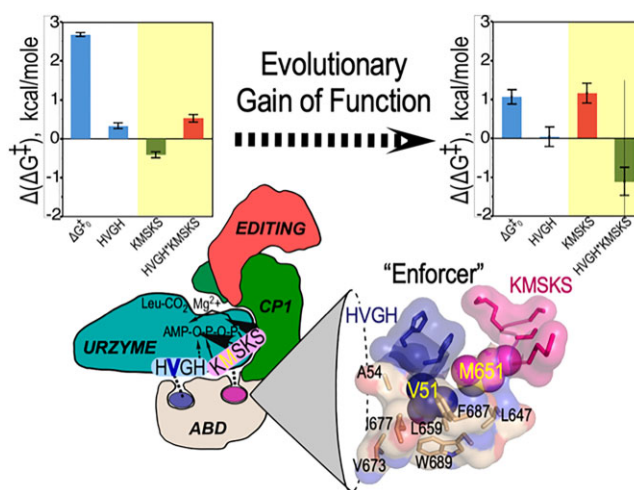 Δ(ΔG‡), kcal/mole
3
2
1
0
-1
-2
ΔG‡0
HVGH
KMSKS
HVGH*KMSKS
Evolutionary
Gain of Function
Δ(ΔG‡), kcal/mole
3
2
1
0
-1
-2
ΔG‡0
HVGH
KMSKS
HVGH*KMSKS
EDITING
CP1
Leu-CO2
Mg2+
AMP-O-P-O-P
URZYME
HVGH
KMSKS
ABD
"Enforcer"
KMSKS
HVGH
A54
V51
M651
I677
L659
F687
L647
V673
W689